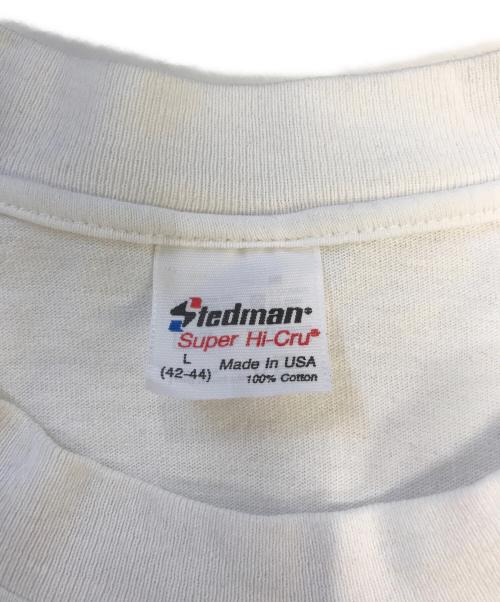 Stedman®
Super Hi-Cru®
L
(42-44)
Made in USA
100% Cotton